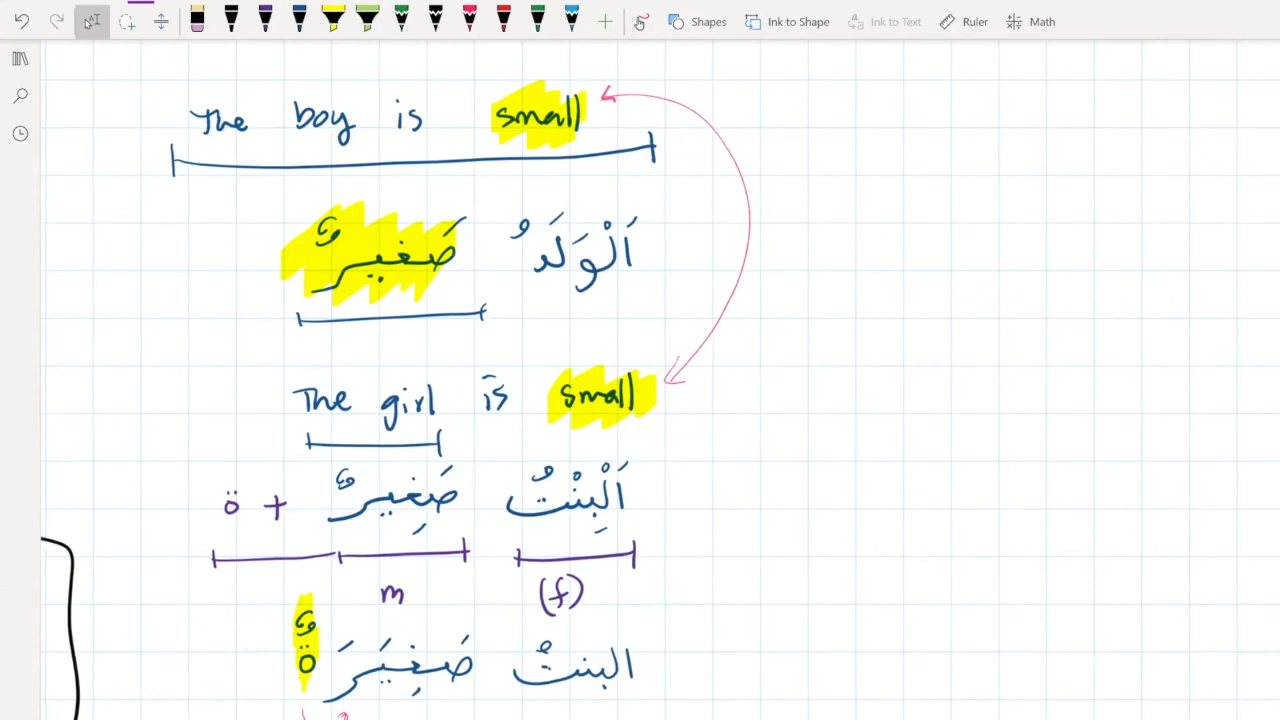 Shapes Ink to Shape Ink to Text Ruler Math
The boy is small
اَلْوَلَدُ صَغيرٌ
The girl is small
اَلْبِنْتُ صَغِيرٌ + ة
(f) m
البنتُ صَغِيرَةٌ